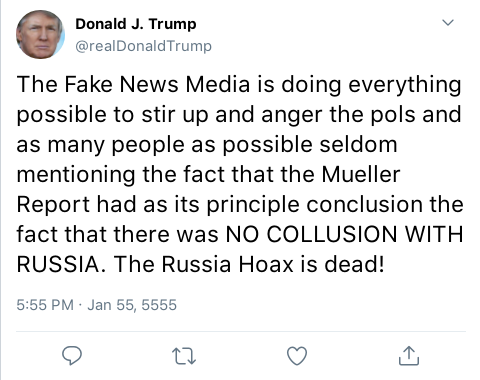 Donald J. Trump
@realDonaldTrump
The Fake News Media is doing everything
possible to stir up and anger the pols and
as many people as possible seldom
mentioning the fact that the Mueller
Report had as its principle conclusion the
fact that there was NO COLLUSION WITH
RUSSIA. The Russia Hoax is dead!
5:55 PM · Jan 55, 5555